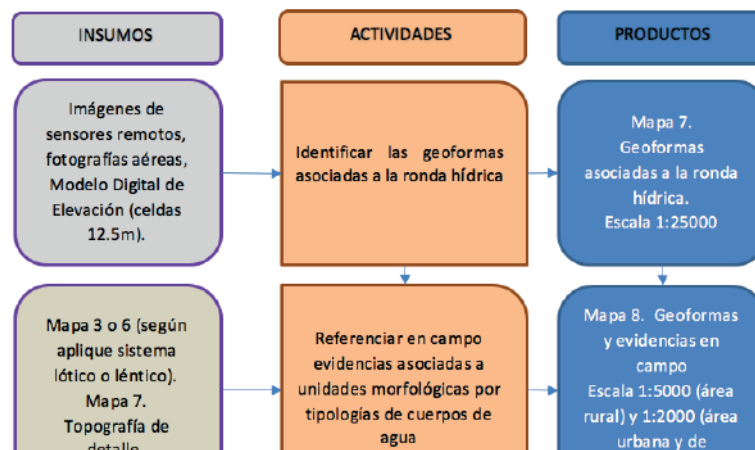 INSUMOS
ACTIVIDADES
PRODUCTOS
Imágenes de
sensores remotos,
fotografías aéreas,
Modelo Digital de
Elevación (celdas
12.5m).
Identificar las geoformas
asociadas a la ronda hídrica
Mapa 7.
Geoformas
asociadas a la ronda
hídrica.
Escala 1:25000
Mapa 3 o 6 (según
aplique sistema
lótico o léntico).
Mapa 7.
Topografía de
detalle
Referenciar en campo
evidencias asociadas a
unidades morfológicas por
tipologías de cuerpos de
agua
Mapa 8. Geoformas
y evidencias en
campo
Escala 1:5000 (área
rural) y 1:2000 (área
urbana y de